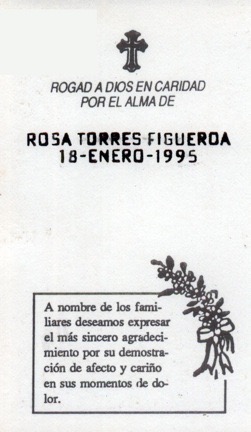 ROGAD A DIOS EN CARIDAD
POR EL ALMA DE
ROSA TORRES FIGUEROA
18-ENERO-1995
A nombre de los fami-
liares deseamos expresar
el más sincero agradeci-
miento por su demostra-
ción de afecto y cariño
en sus momentos de do-
lor.